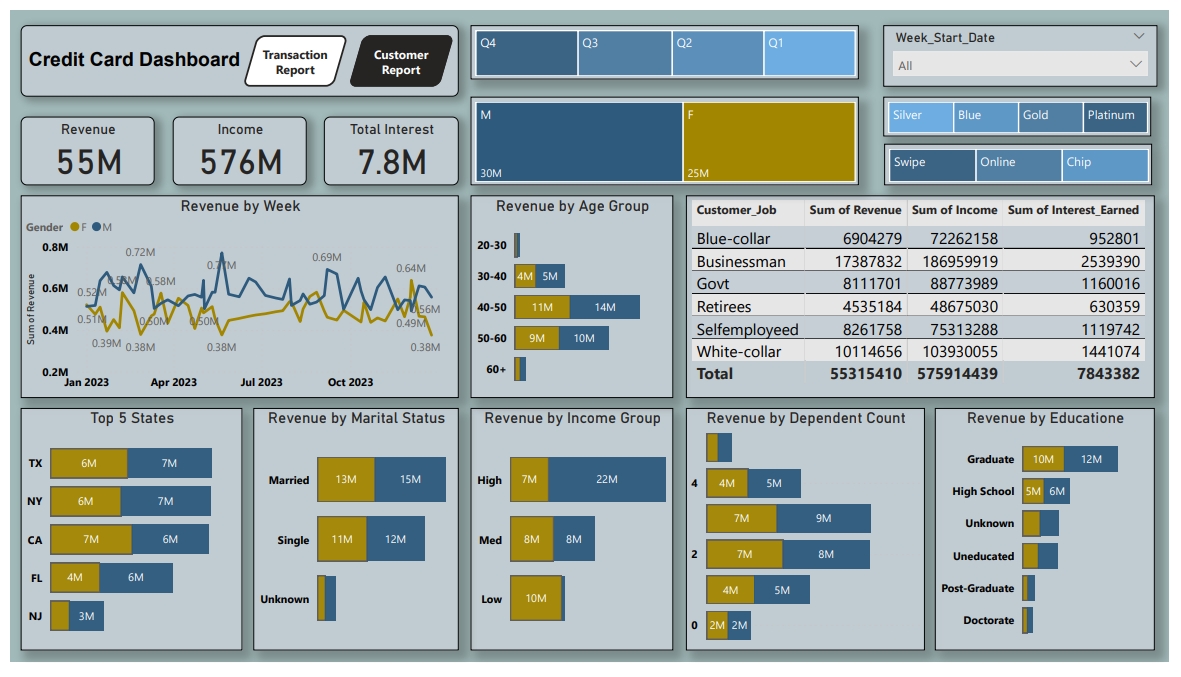 Credit Card Dashboard
Transaction
Report
Customer
Report
Q4 Q3 Q2 Q1
Week_Start_Date
All
Revenue
55M
Income
576M
Total Interest
7.8M
M
30M
F
25M
Silver Blue Gold Platinum
Swipe Online Chip
Revenue by Week
Gender F M
Sum of Revenue
0.8M
0.6M
0.4M
0.2M
0.72M
0.69M
0.64M
0.58M
0.52M
0.51M
0.50M
0.50M
0.56M
0.49M
0.39M
0.38M
0.38M
0.38M
Jan 2023 Apr 2023 Jul 2023 Oct 2023
Revenue by Age Group
20-30
30-40 4M 5M
40-50 11M 14M
50-60 9M 10M
60+
Customer_Job Sum of Revenue Sum of Income Sum of Interest_Earned
Blue-collar 6904279 72262158 952801
Businessman 17387832 186959919 2539390
Govt 8111701 88773989 1160016
Retirees 4535184 48675030 630359
Selfemployeed 8261758 75313288 1119742
White-collar 10114656 103930055 1441074
Total 55315410 575914439 7843382
Top 5 States
TX 6M 7M
NY 6M 7M
CA 7M 6M
FL 4M 6M
NJ 3M
Revenue by Marital Status
Married 13M 15M
Single 11M 12M
Unknown
Revenue by Income Group
High 7M 22M
Med 8M 8M
Low 10M
Revenue by Dependent Count
4 4M 5M
7M 9M
2 7M 8M
4M 5M
0 2M 2M
Revenue by Educatione
Graduate 10M 12M
High School 5M 6M
Unknown
Uneducated
Post-Graduate
Doctorate